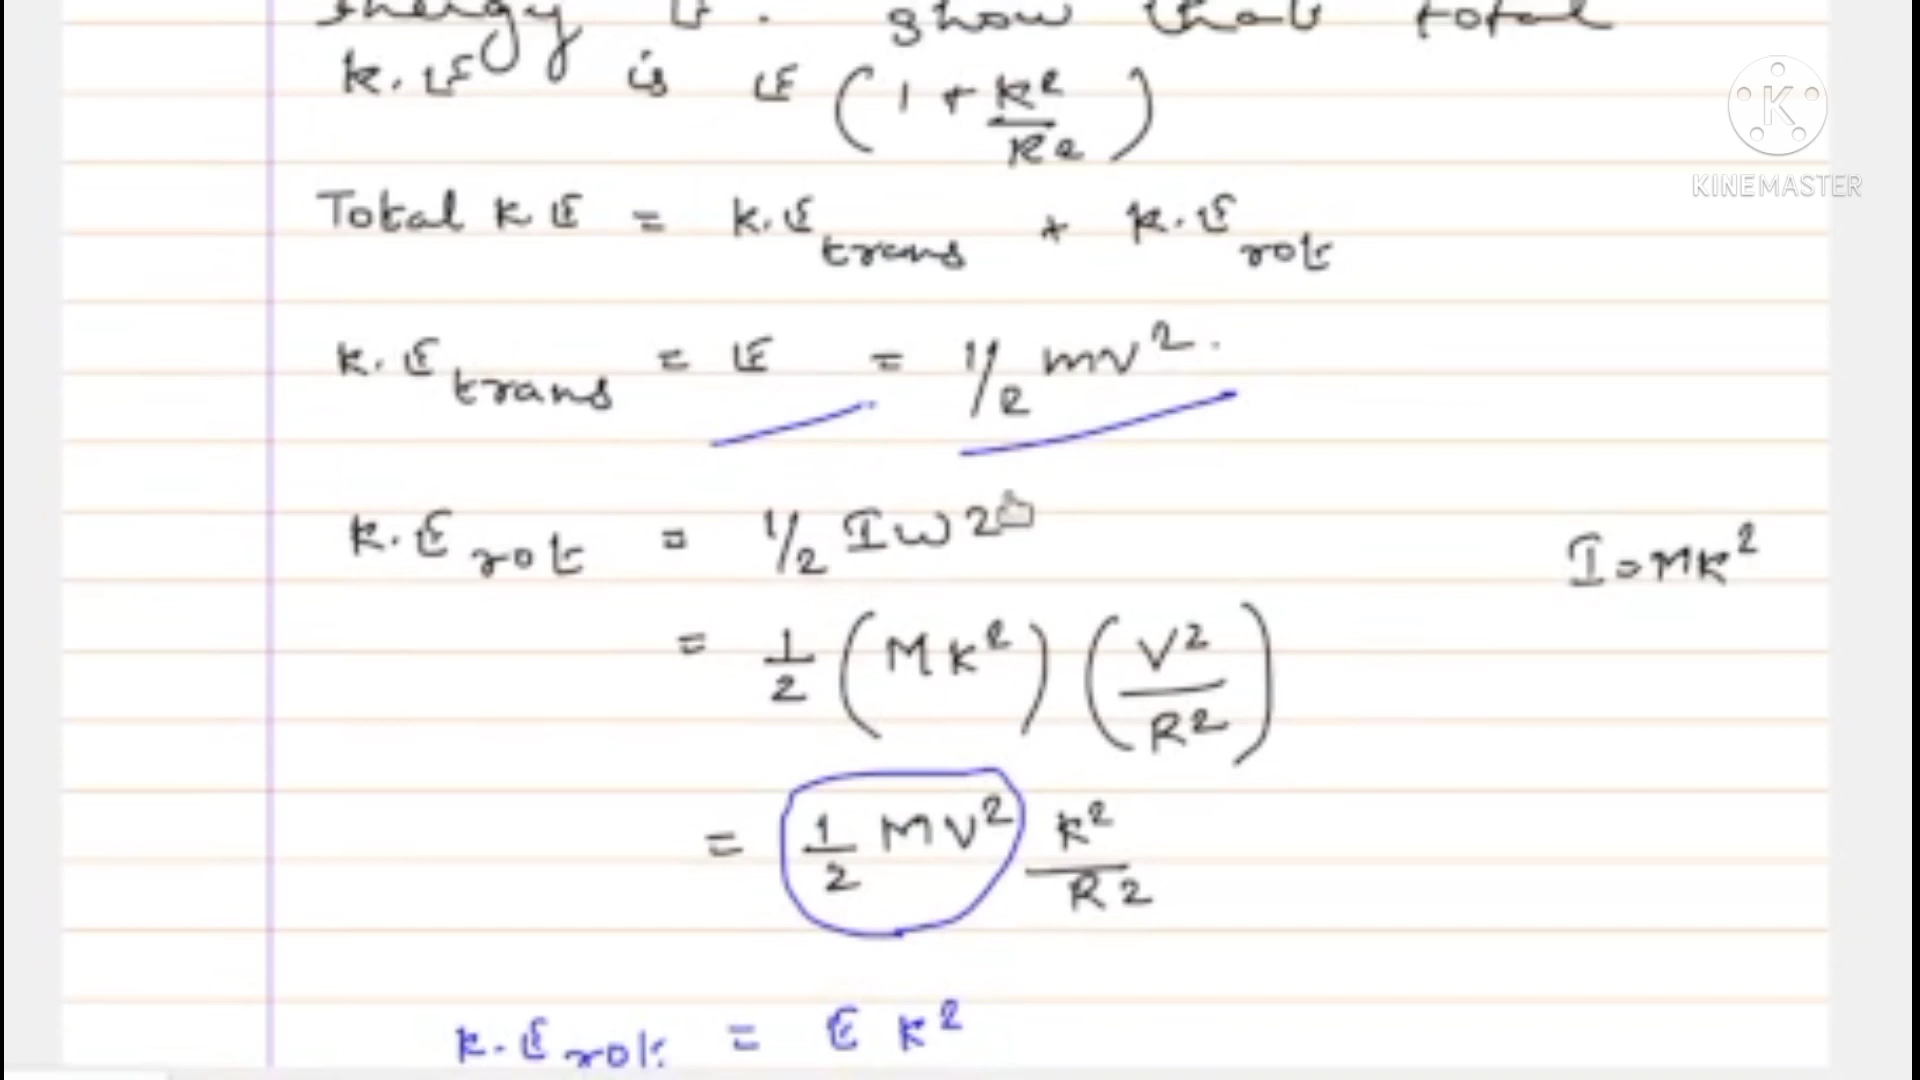 energy E. show that total
K.E is E (1 + K²/R²)
KINEMASTER
Total KE = K.E trans + K.E rot
K.E trans = E = 1/2 mv².
K.E rot = 1/2 Iω²
I = MK²
= 1/2 (MK²) (V²/R²)
= 1/2 MV² K²/R²
K.E rot = E K²